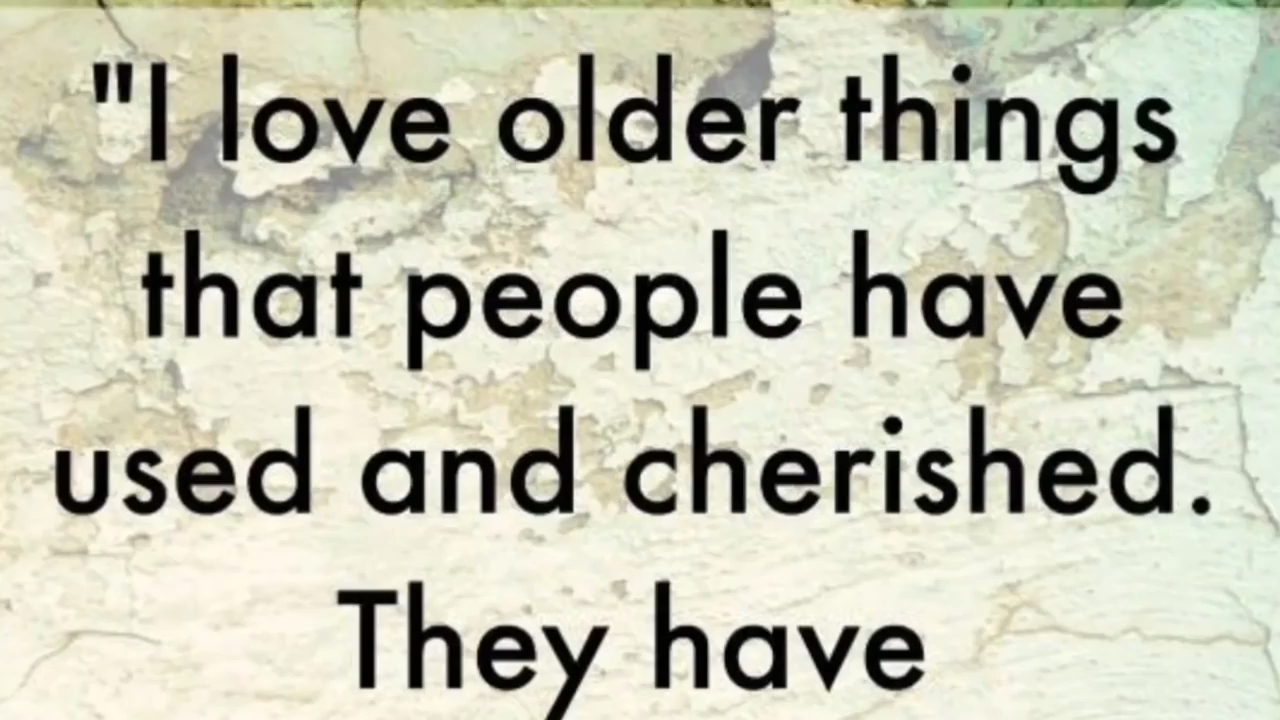 "I love older things
that people have
used and cherished.
They have